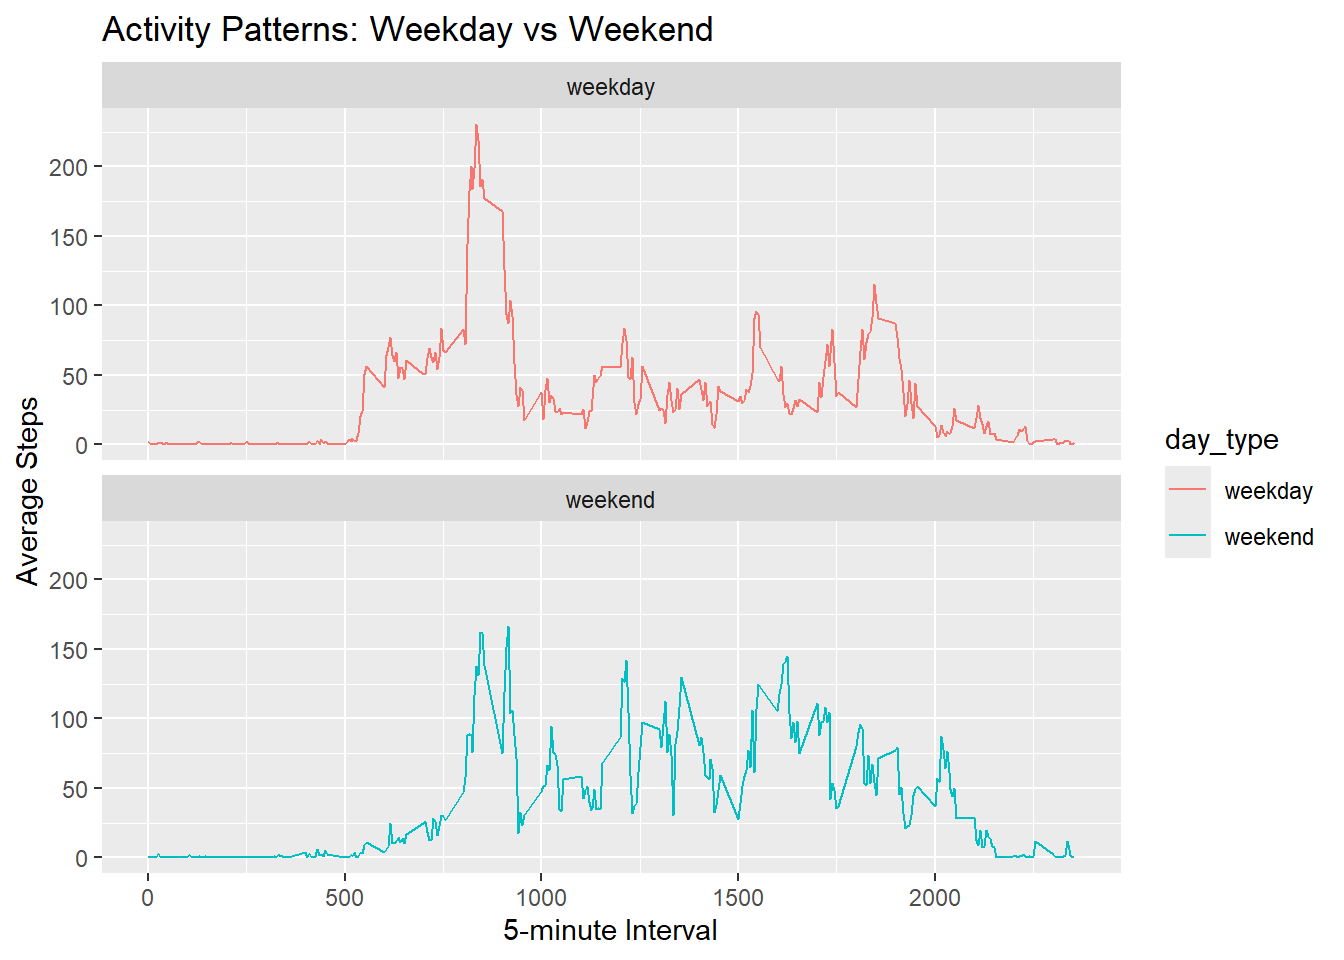 Activity Patterns: Weekday vs Weekend
weekday
200
150
100
50
0
weekend
200
150
100
50
0
0 500 1000 1500 2000
5-minute Interval
Average Steps
day_type
weekday
weekend